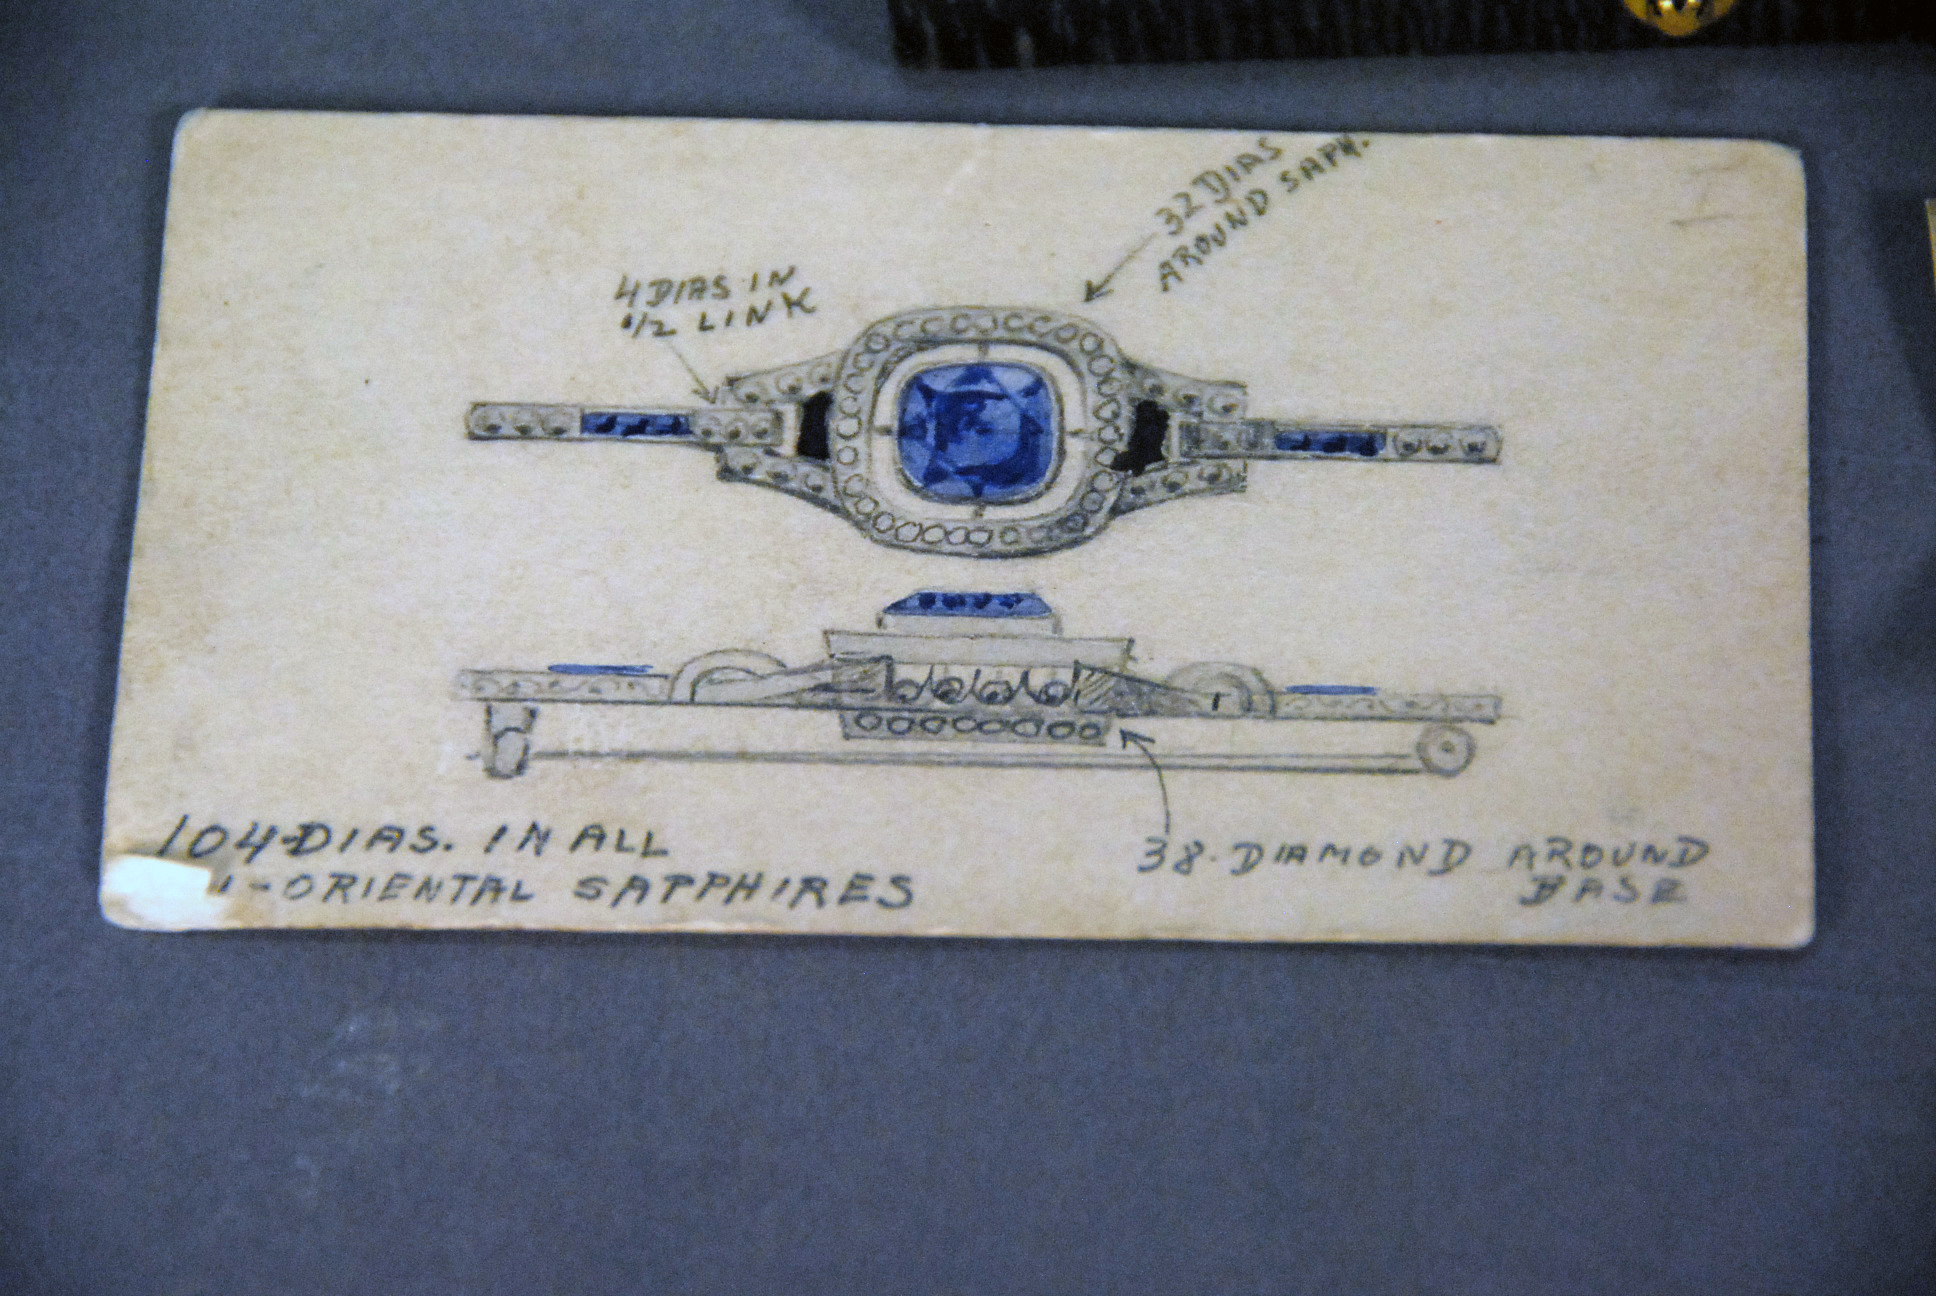 32 DIAS
AROUND SAPH.
4 DIAS IN
1/2 LINK
104-DIAS. IN ALL
-ORIENTAL SAPPHIRES
38-DIAMOND AROUND
BASE